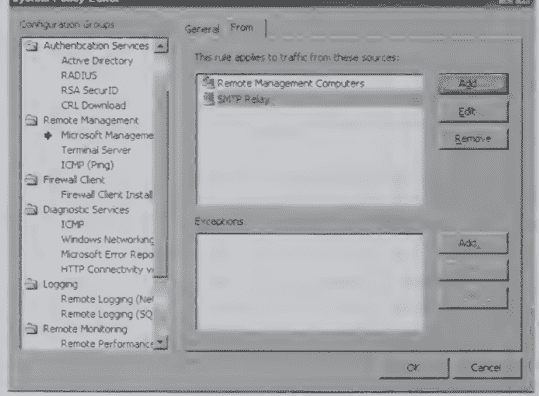 System Policy Editor
Configuration Groups
Authentication Services
Active Directory
RADIUS
RSA SecurID
CRL Download
Remote Management
Microsoft Manageme
Terminal Server
ICMP (Ping)
Firewall Client
Firewall Client Install
Diagnostic Services
ICMP
Windows Networking
Microsoft Error Repo
HTTP Connectivity v
Logging
Remote Logging (Ne
Remote Logging (SQ
Remote Monitoring
Remote Performance
General
From
This rule applies to traffic from these sources:
Remote Management Computers
SMTP Relay
Add...
Edit...
Remove
Exceptions
Add...
OK
Cancel